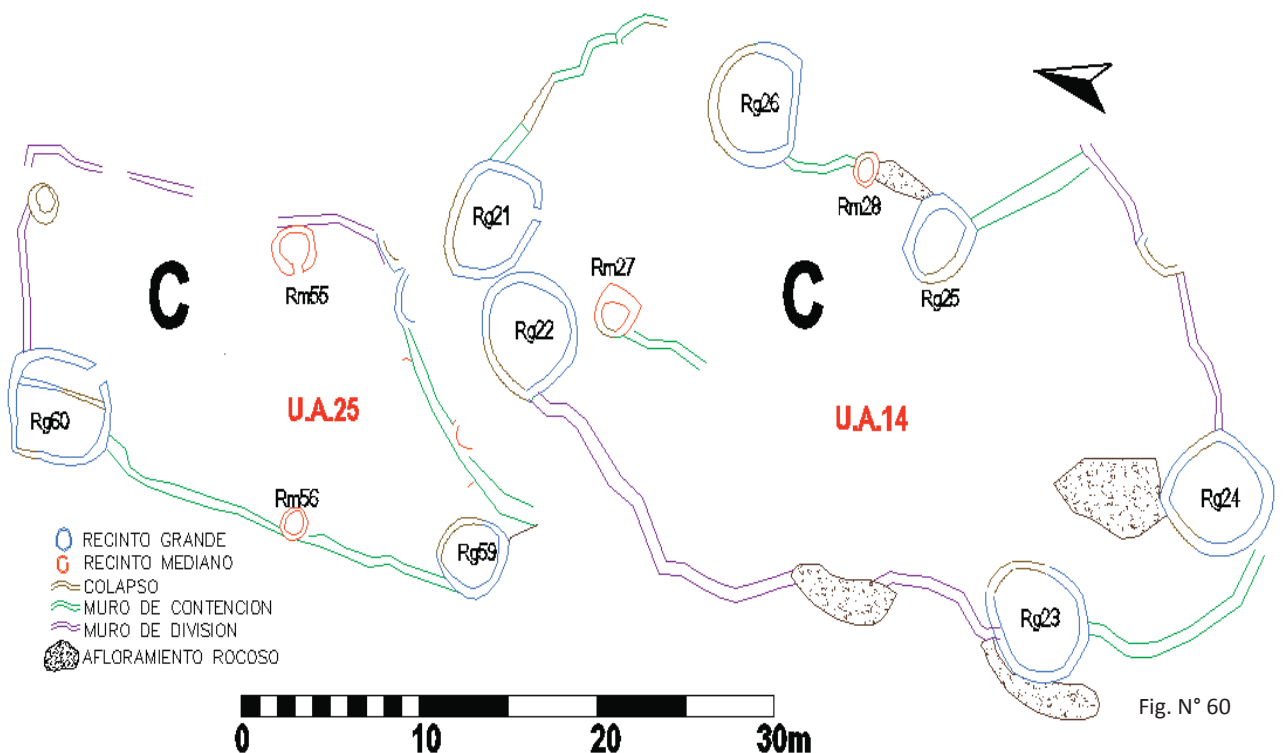 Rg26
Rg21
Rm28
Rm27
Rg25
C
C
Rm55
Rg22
Rg60
U.A.25
U.A.14
Rm56
Rg24
Rg59
Rg23
RECINTO GRANDE
RECINTO MEDIANO
COLAPSO
MURO DE CONTENCION
MURO DE DIVISION
AFLORAMIENTO ROCOSO
0 10 20 30m
Fig. N° 60